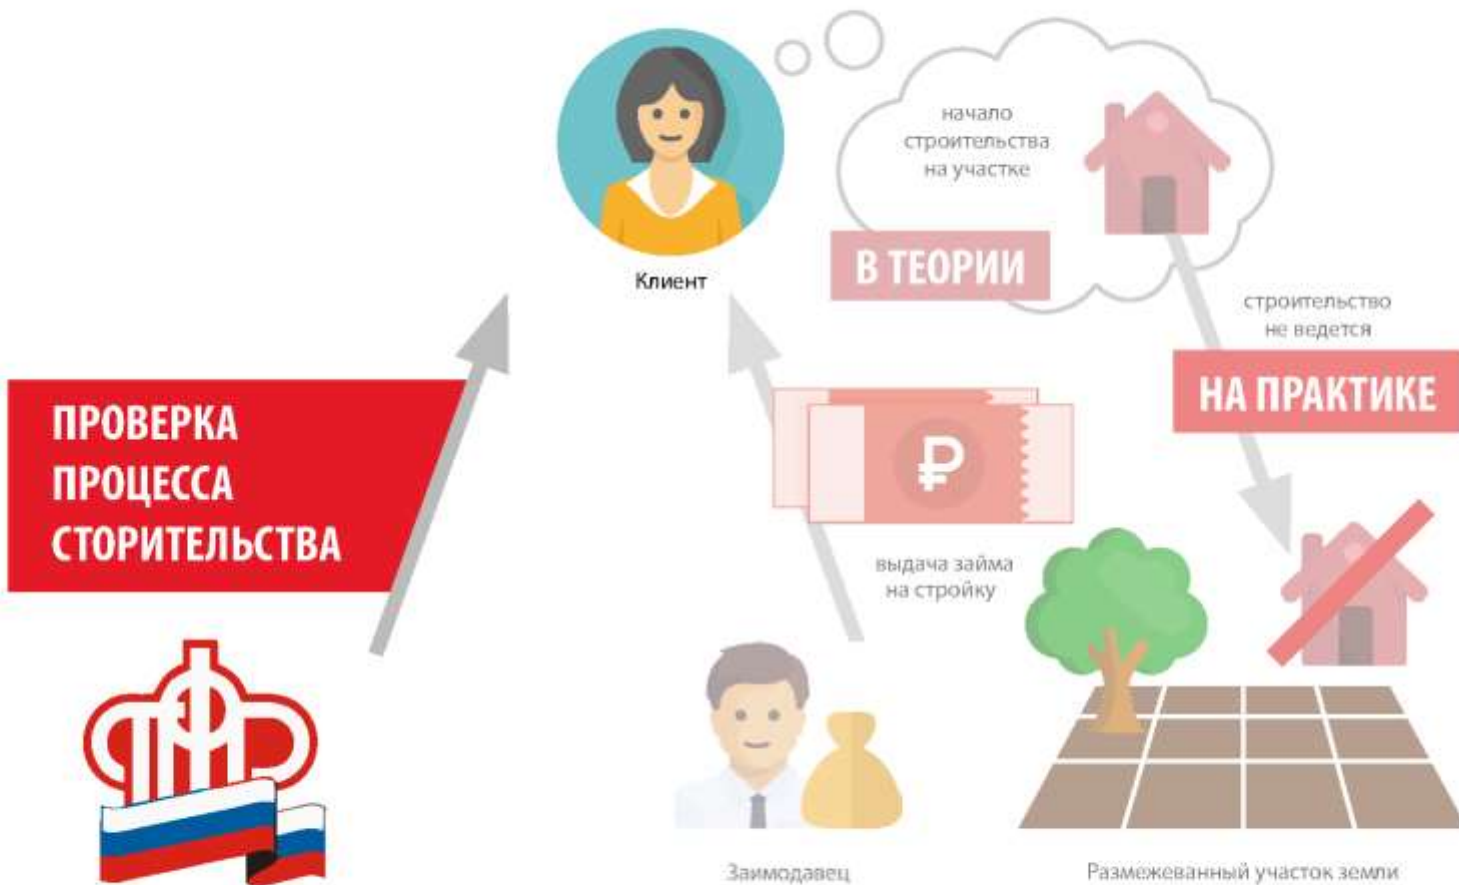 Клиент
начало
строительства
на участке
В ТЕОРИИ
строительство
не ведется
НА ПРАКТИКЕ
ПРОВЕРКА
ПРОЦЕССА
СТОРИТЕЛЬСТВА
₽
выдача займа
на стройку
ПФР
Заимодавец
Размежеванный участок земли